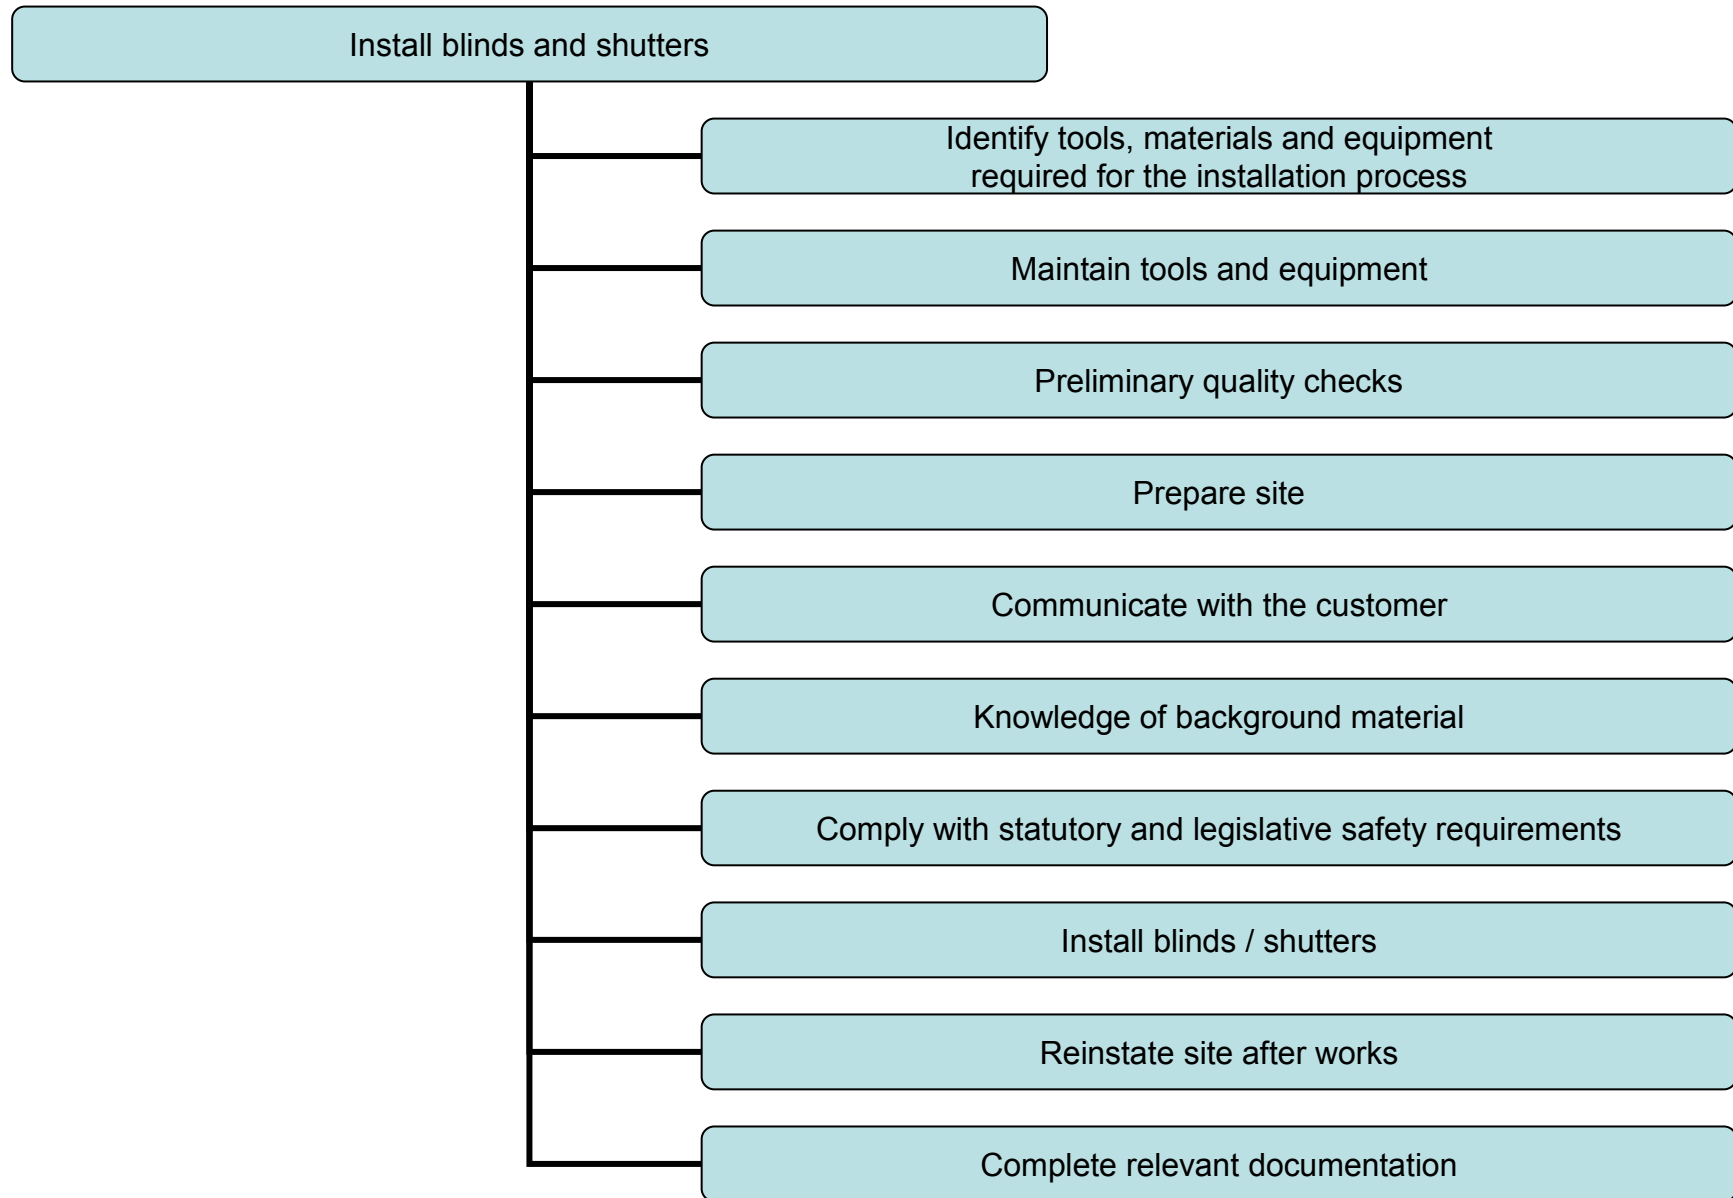 Install blinds and shutters
Identify tools, materials and equipment
required for the installation process
Maintain tools and equipment
Preliminary quality checks
Prepare site
Communicate with the customer
Knowledge of background material
Comply with statutory and legislative safety requirements
Install blinds / shutters
Reinstate site after works
Complete relevant documentation